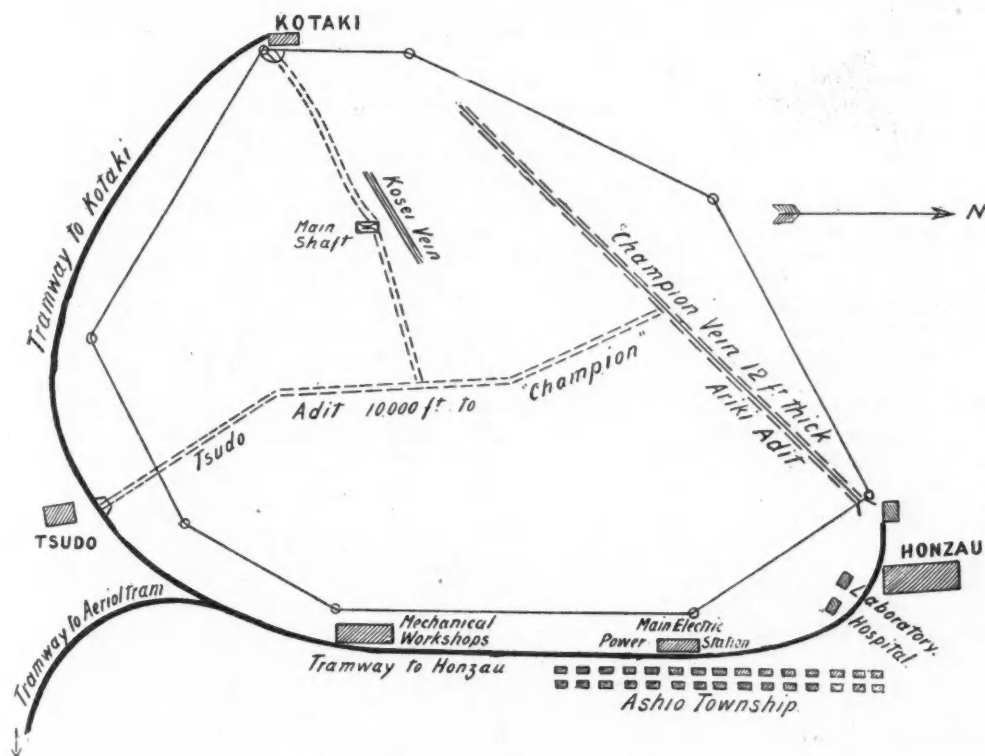 KOTAKI
Tramway to Kotaki
Kosei Vein
Main
Shaft
N
"Champion Vein 12 ft thick
Ariki Adit
Tsudo
Adit 10.000 ft. to
"Champion"
TSUDO
HONZAU
Tramway to Aeriol Tram
Mechanical
Workshops
Main Electric
Power Station
Laboratory.
Hospital.
Tramway to Honzau
Ashio Township.